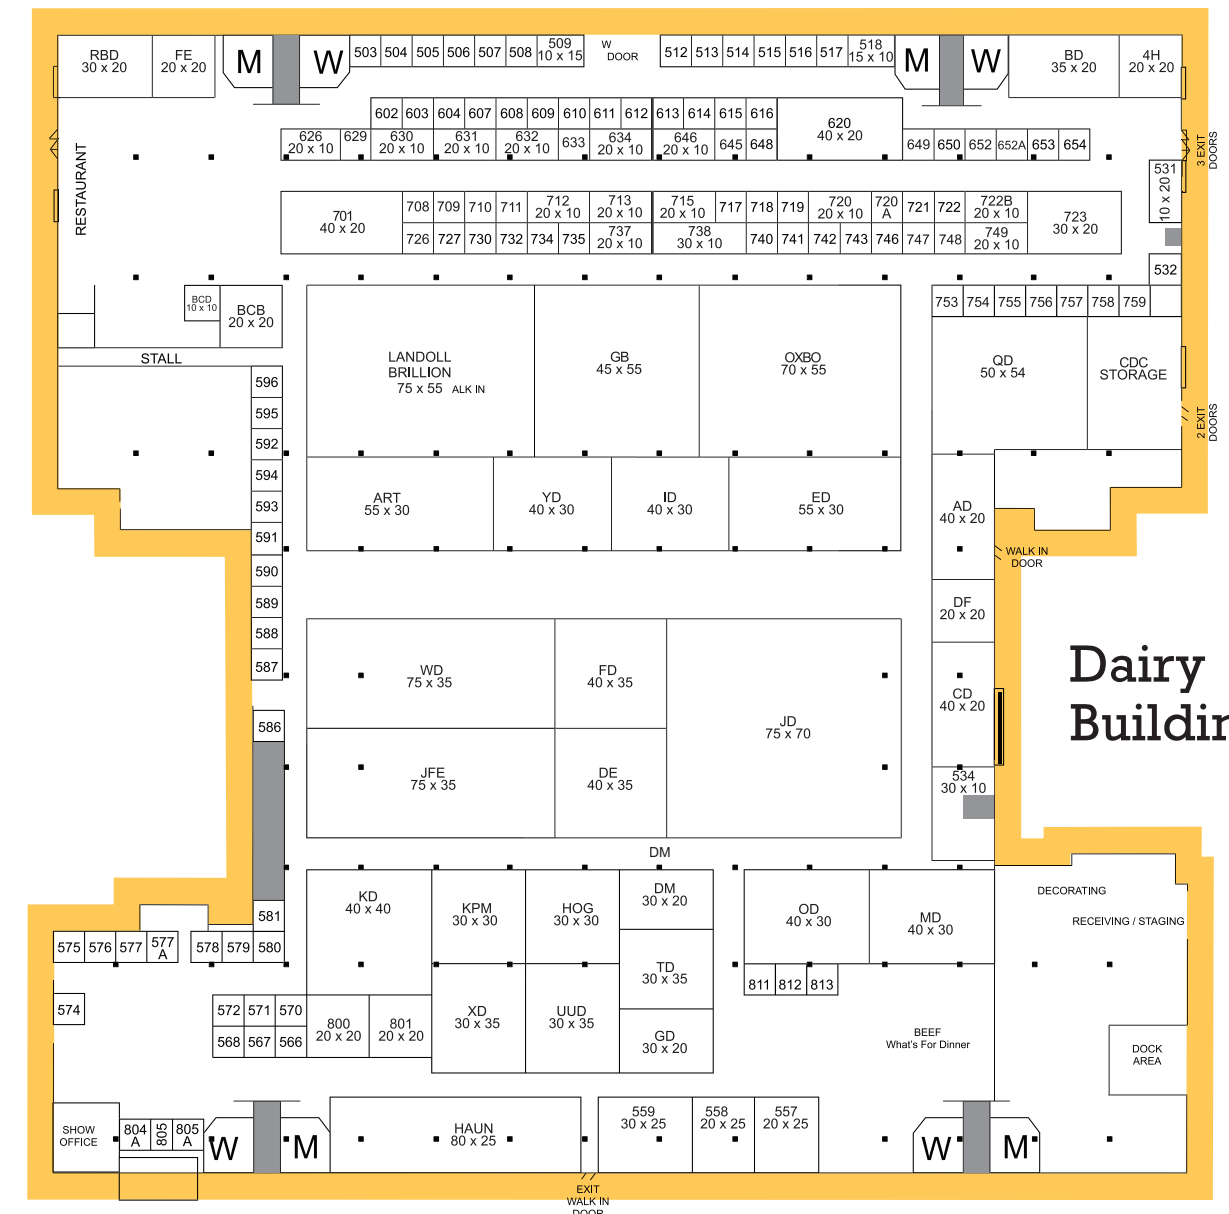 RBD
30 x 20
FE
20 x 20
M
W
503 504 505 506 507 508
509
10 x 15
W
DOOR
512 513 514 515 516 517
518
15 x 10
M
W
BD
35 x 20
4H
20 x 20
602 603 604 607 608 609 610 611 612 613 614 615 616
620
40 x 20
626
20 x 10
629
630
20 x 10
631
20 x 10
632
20 x 10
633
634
20 x 10
646
20 x 10
645 648
649 650 652 652A 653 654
3 EXIT
DOORS
RESTAURANT
531
10 x 20
701
40 x 20
708 709 710 711
712
20 x 10
713
20 x 10
715
20 x 10
717 718 719
720
20 x 10
720
A
721 722
722B
20 x 10
723
30 x 20
726 727 730 732 734 735
737
20 x 10
738
30 x 10
740 741 742 743 746 747 748
749
20 x 10
532
BCD
10 x 10
BCB
20 x 20
753 754 755 756 757 758 759
STALL
LANDOLL
BRILLION
75 x 55 ALK IN
GB
45 x 55
OXBO
70 x 55
QD
50 x 54
CDC
STORAGE
2 EXIT
DOORS
596
595
592
594
593
591
590
589
588
587
586
ART
55 x 30
YD
40 x 30
ID
40 x 30
ED
55 x 30
AD
40 x 20
WALK IN
DOOR
DF
20 x 20
CD
40 x 20
534
30 x 10
Dairy
Buildin
WD
75 x 35
FD
40 x 35
JD
75 x 70
JFE
75 x 35
DE
40 x 35
DM
KD
40 x 40
KPM
30 x 30
HOG
30 x 30
DM
30 x 20
OD
40 x 30
MD
40 x 30
DECORATING
RECEIVING / STAGING
581
575 576 577
577
A
578 579 580
TD
30 x 35
811 812 813
574
572 571 570
568 567 566
800
20 x 20
801
20 x 20
XD
30 x 35
UUD
30 x 35
GD
30 x 20
BEEF
What's For Dinner
DOCK
AREA
SHOW
OFFICE
804
A
805
805
A
W
M
HAUN
80 x 25
559
30 x 25
558
20 x 25
557
20 x 25
W
M
EXIT
WALK IN
DOOR